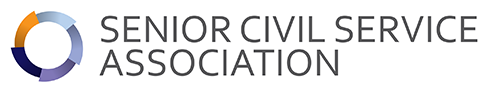 SENIOR CIVIL SERVICE
ASSOCIATION